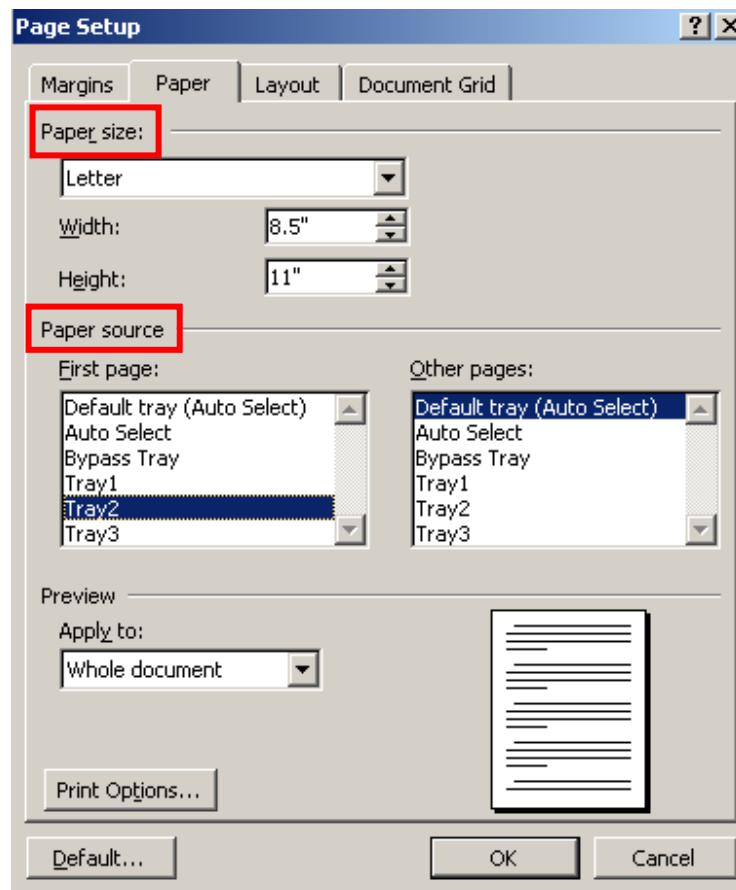 Page Setup
Margins Paper Layout Document Grid
Paper size:
Letter
Width: 8.5"
Height: 11"
Paper source
First page: Other pages:
Default tray (Auto Select) Default tray (Auto Select)
Auto Select Auto Select
Bypass Tray Bypass Tray
Tray1 Tray1
Tray2 Tray2
Tray3 Tray3
Preview
Apply to:
Whole document
Print Options...
Default... OK Cancel